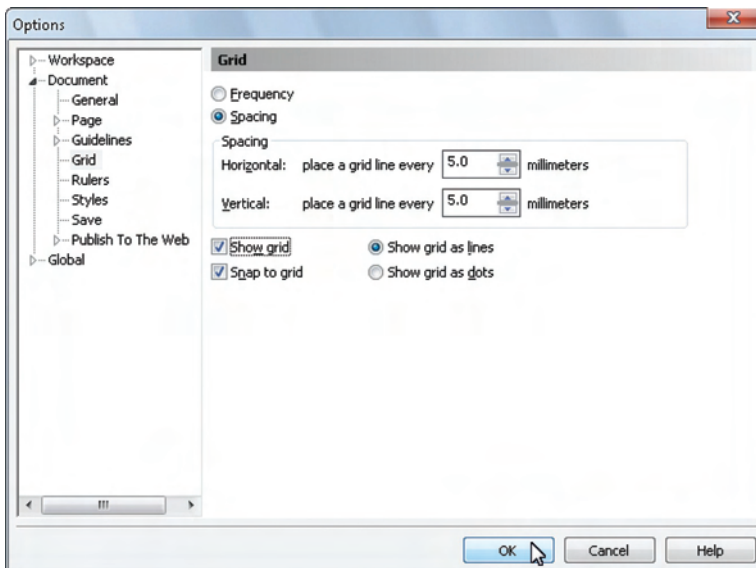 Options
Workspace
Document
General
Page
Guidelines
Grid
Rulers
Styles
Save
Publish To The Web
Global
Grid
Frequency
Spacing
Spacing
Horizontal: place a grid line every 5.0 millimeters
Vertical: place a grid line every 5.0 millimeters
Show grid Show grid as lines
Snap to grid Show grid as dots
OK Cancel Help